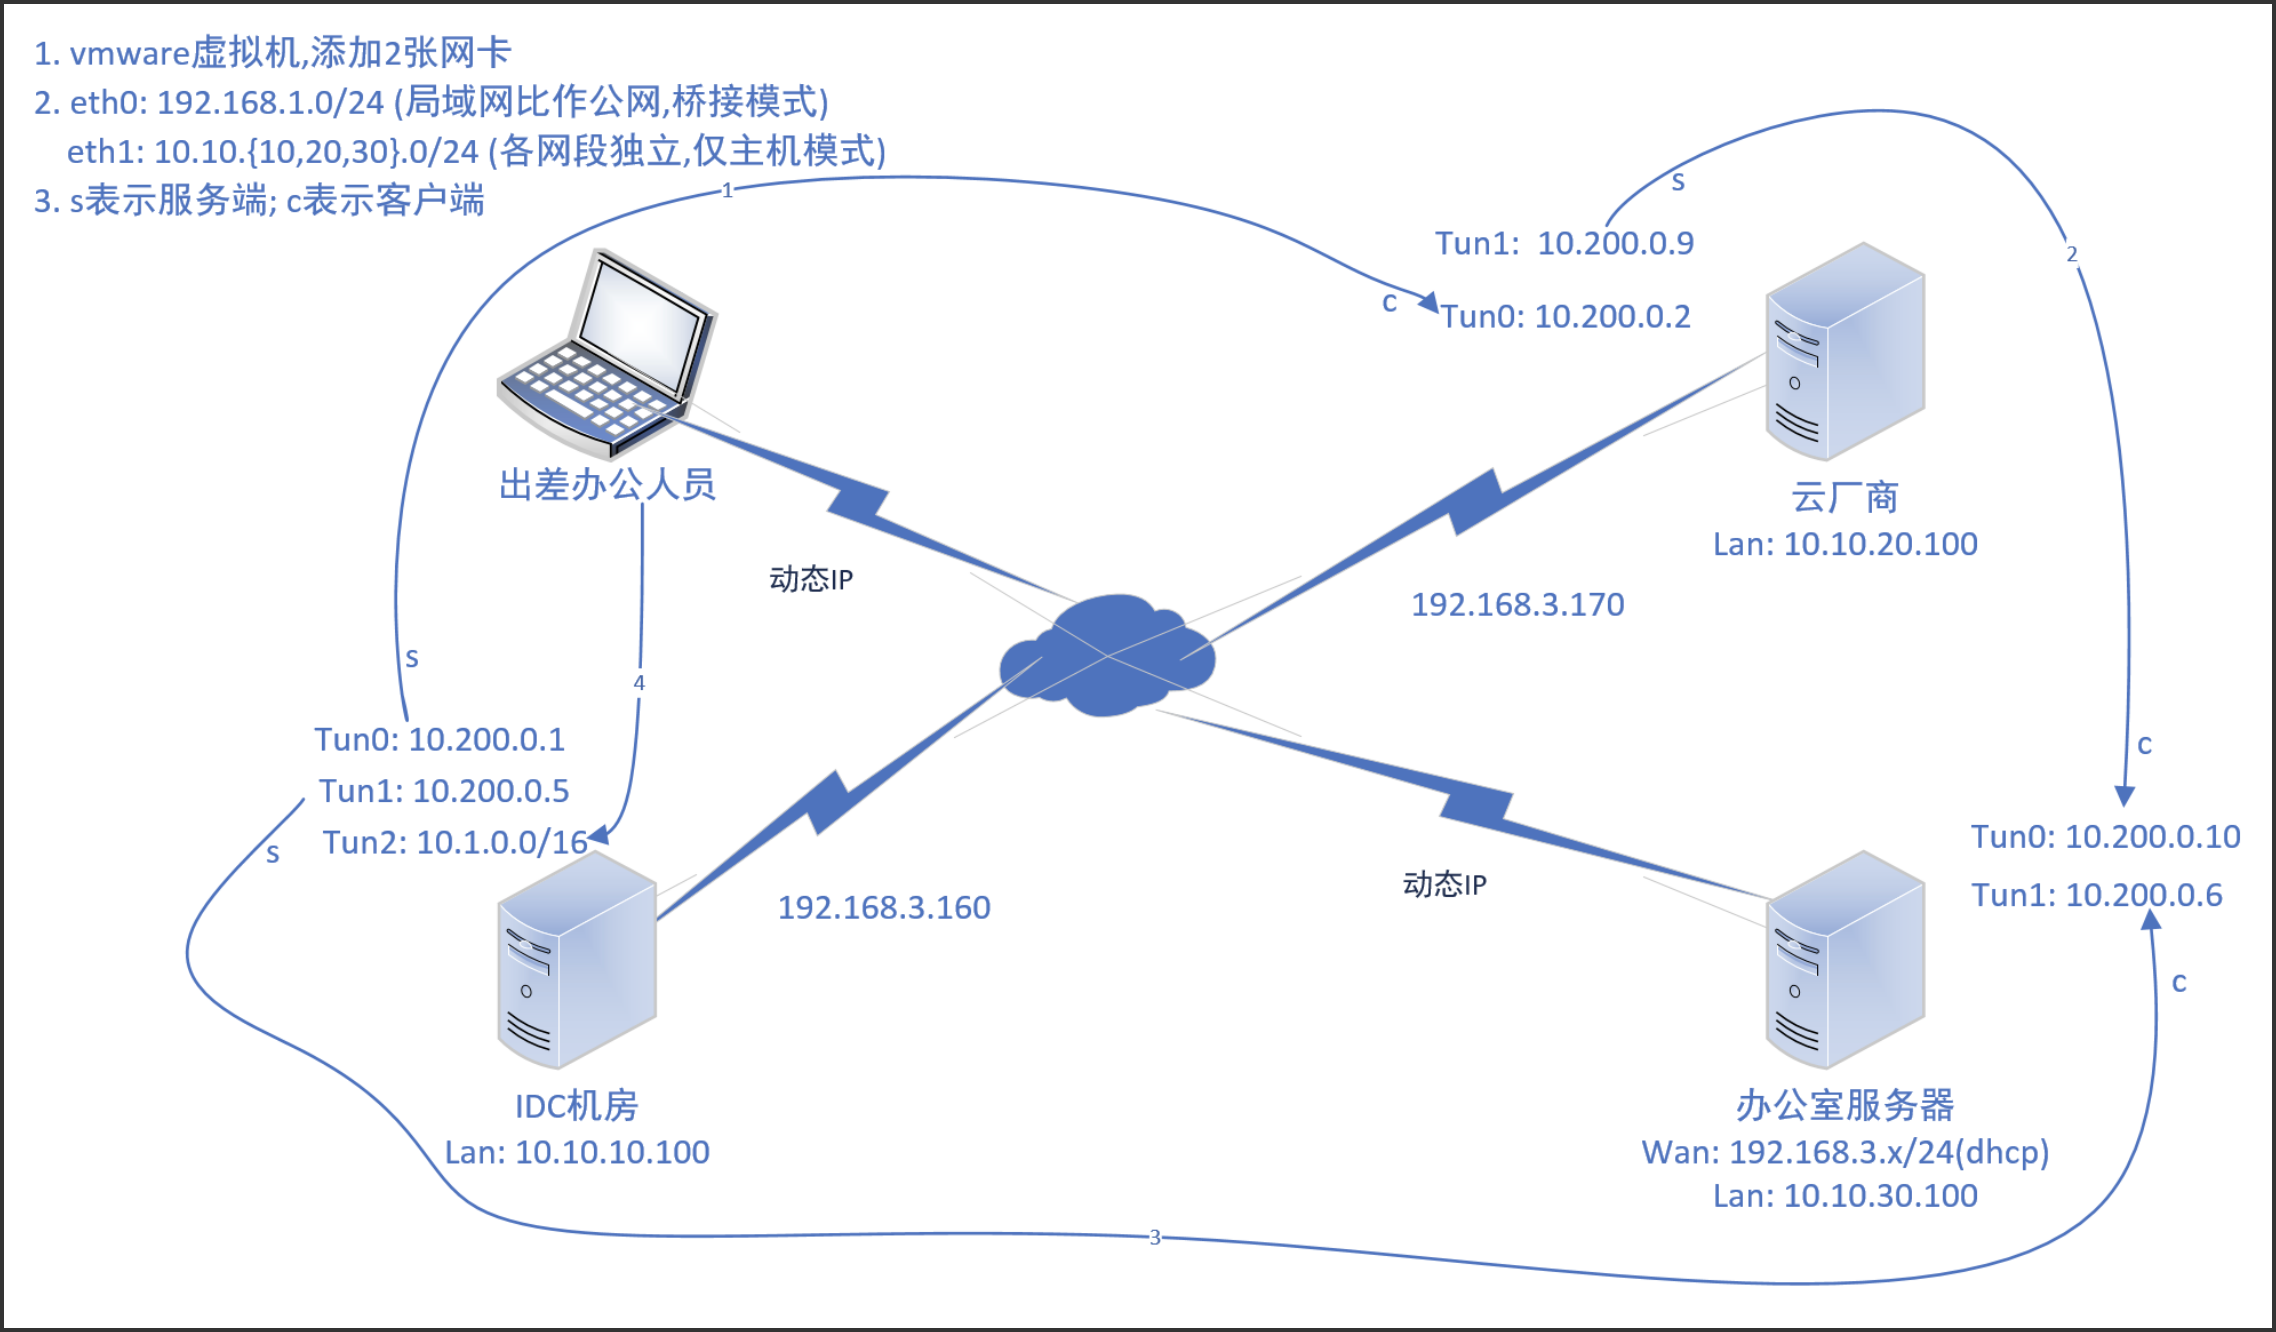 1. vmware虚拟机,添加2张网卡
2. eth0: 192.168.1.0/24 (局域网比作公网,桥接模式)
eth1: 10.10.{10,20,30}.0/24 (各网段独立,仅主机模式)
3. s表示服务端; c表示客户端
1
s
2
Tun1: 10.200.0.9
c
Tun0: 10.200.0.2
出差办公人员
云厂商
Lan: 10.10.20.100
动态IP
192.168.3.170
s
4
Tun0: 10.200.0.1
Tun1: 10.200.0.5
Tun2: 10.1.0.0/16
s
c
Tun0: 10.200.0.10
Tun1: 10.200.0.6
动态IP
192.168.3.160
c
IDC机房
Lan: 10.10.10.100
办公室服务器
Wan: 192.168.3.x/24(dhcp)
Lan: 10.10.30.100
3